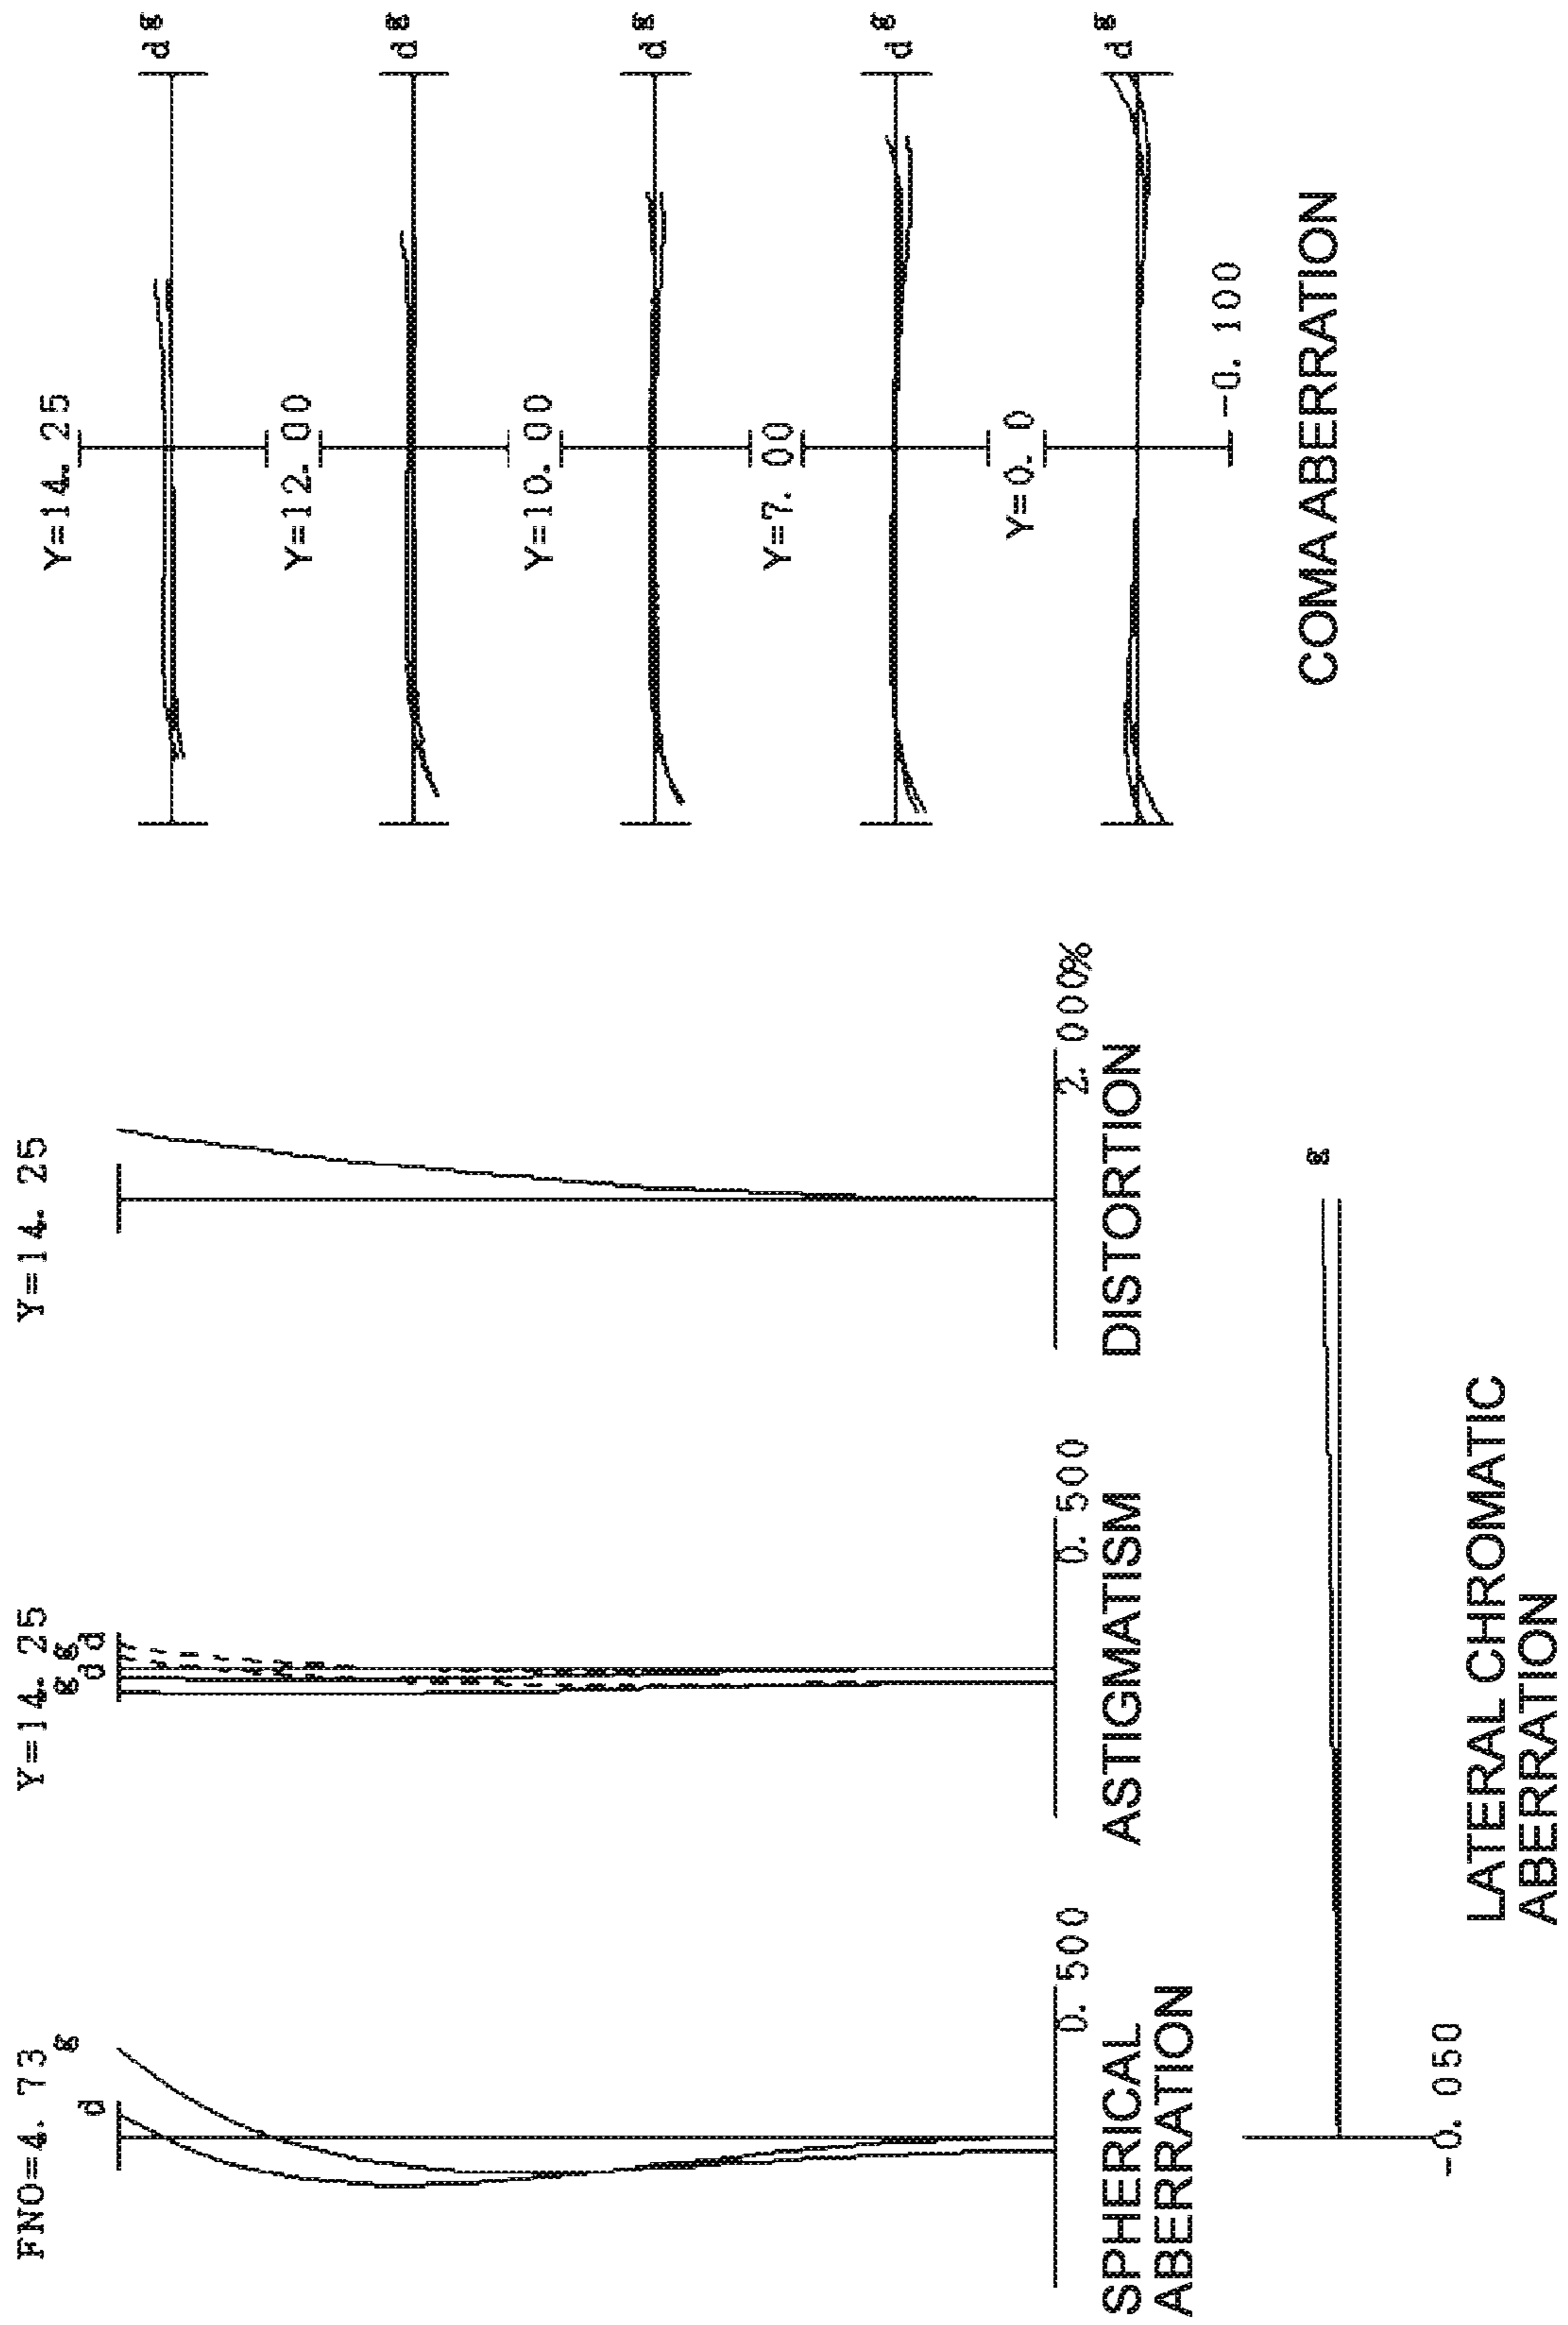 FNO=4. 73
d
g
0. 500
SPHERICAL
ABERRATION
Y=14. 25
g
g
d
d
0. 500
ASTIGMATISM
Y=14. 25
2. 000%
DISTORTION
-0. 050
g
LATERAL CHROMATIC
ABERRATION
Y=14. 25
d g
Y=12. 00
d g
Y=10. 00
d g
Y=7. 00
d g
Y=0. 0
d g
-0. 100
COMA ABERRATION